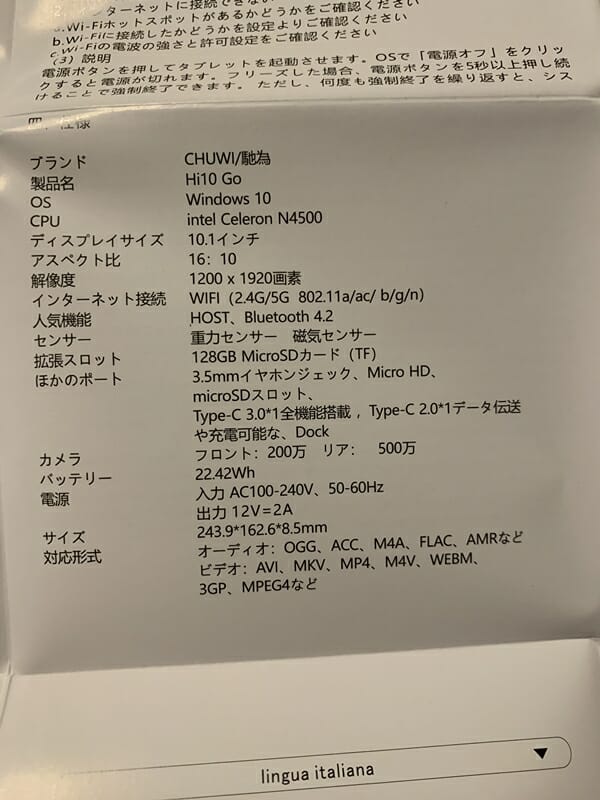 ターネットに接続できない
a.Wi-Fiホットスポットがあるかどうかをご確認ください
b.Wi-Fiに接続したかどうかを設定よりご確認ください
c.Wi-Fiの電波の強さと許可設定をご確認ください
(3) 説明
電源ボタンを押してタブレットを起動させます。OSで「電源オフ」をクリッ
クすると電源が切れます。フリーズした場合、電源ボタンを5秒以上押し続
けることで強制終了できます。ただし、何度も強制終了を繰り返すと、シス
四、仕様
ブランド CHUWI/馳為
製品名 Hi10 Go
OS Windows 10
CPU intel Celeron N4500
ディスプレイサイズ 10.1インチ
アスペクト比 16：10
解像度 1200 x 1920画素
インターネット接続 WIFI（2.4G/5G 802.11a/ac/ b/g/n）
人気機能 HOST、Bluetooth 4.2
センサー 重力センサー 磁気センサー
拡張スロット 128GB MicroSDカード（TF）
ほかのポート 3.5mmイヤホンジェック、Micro HD、
microSDスロット、
Type-C 3.0*1全機能搭載 ，Type-C 2.0*1データ伝送
や充電可能な、Dock
カメラ フロント：200万 リア： 500万
バッテリー 22.42Wh
電源 入力 AC100-240V、50-60Hz
出力 12V=2A
サイズ 243.9*162.6*8.5mm
対応形式 オーディオ：OGG、ACC、M4A、FLAC、AMRなど
ビデオ：AVI、MKV、MP4、M4V、WEBM、
3GP、MPEG4など
lingua italiana